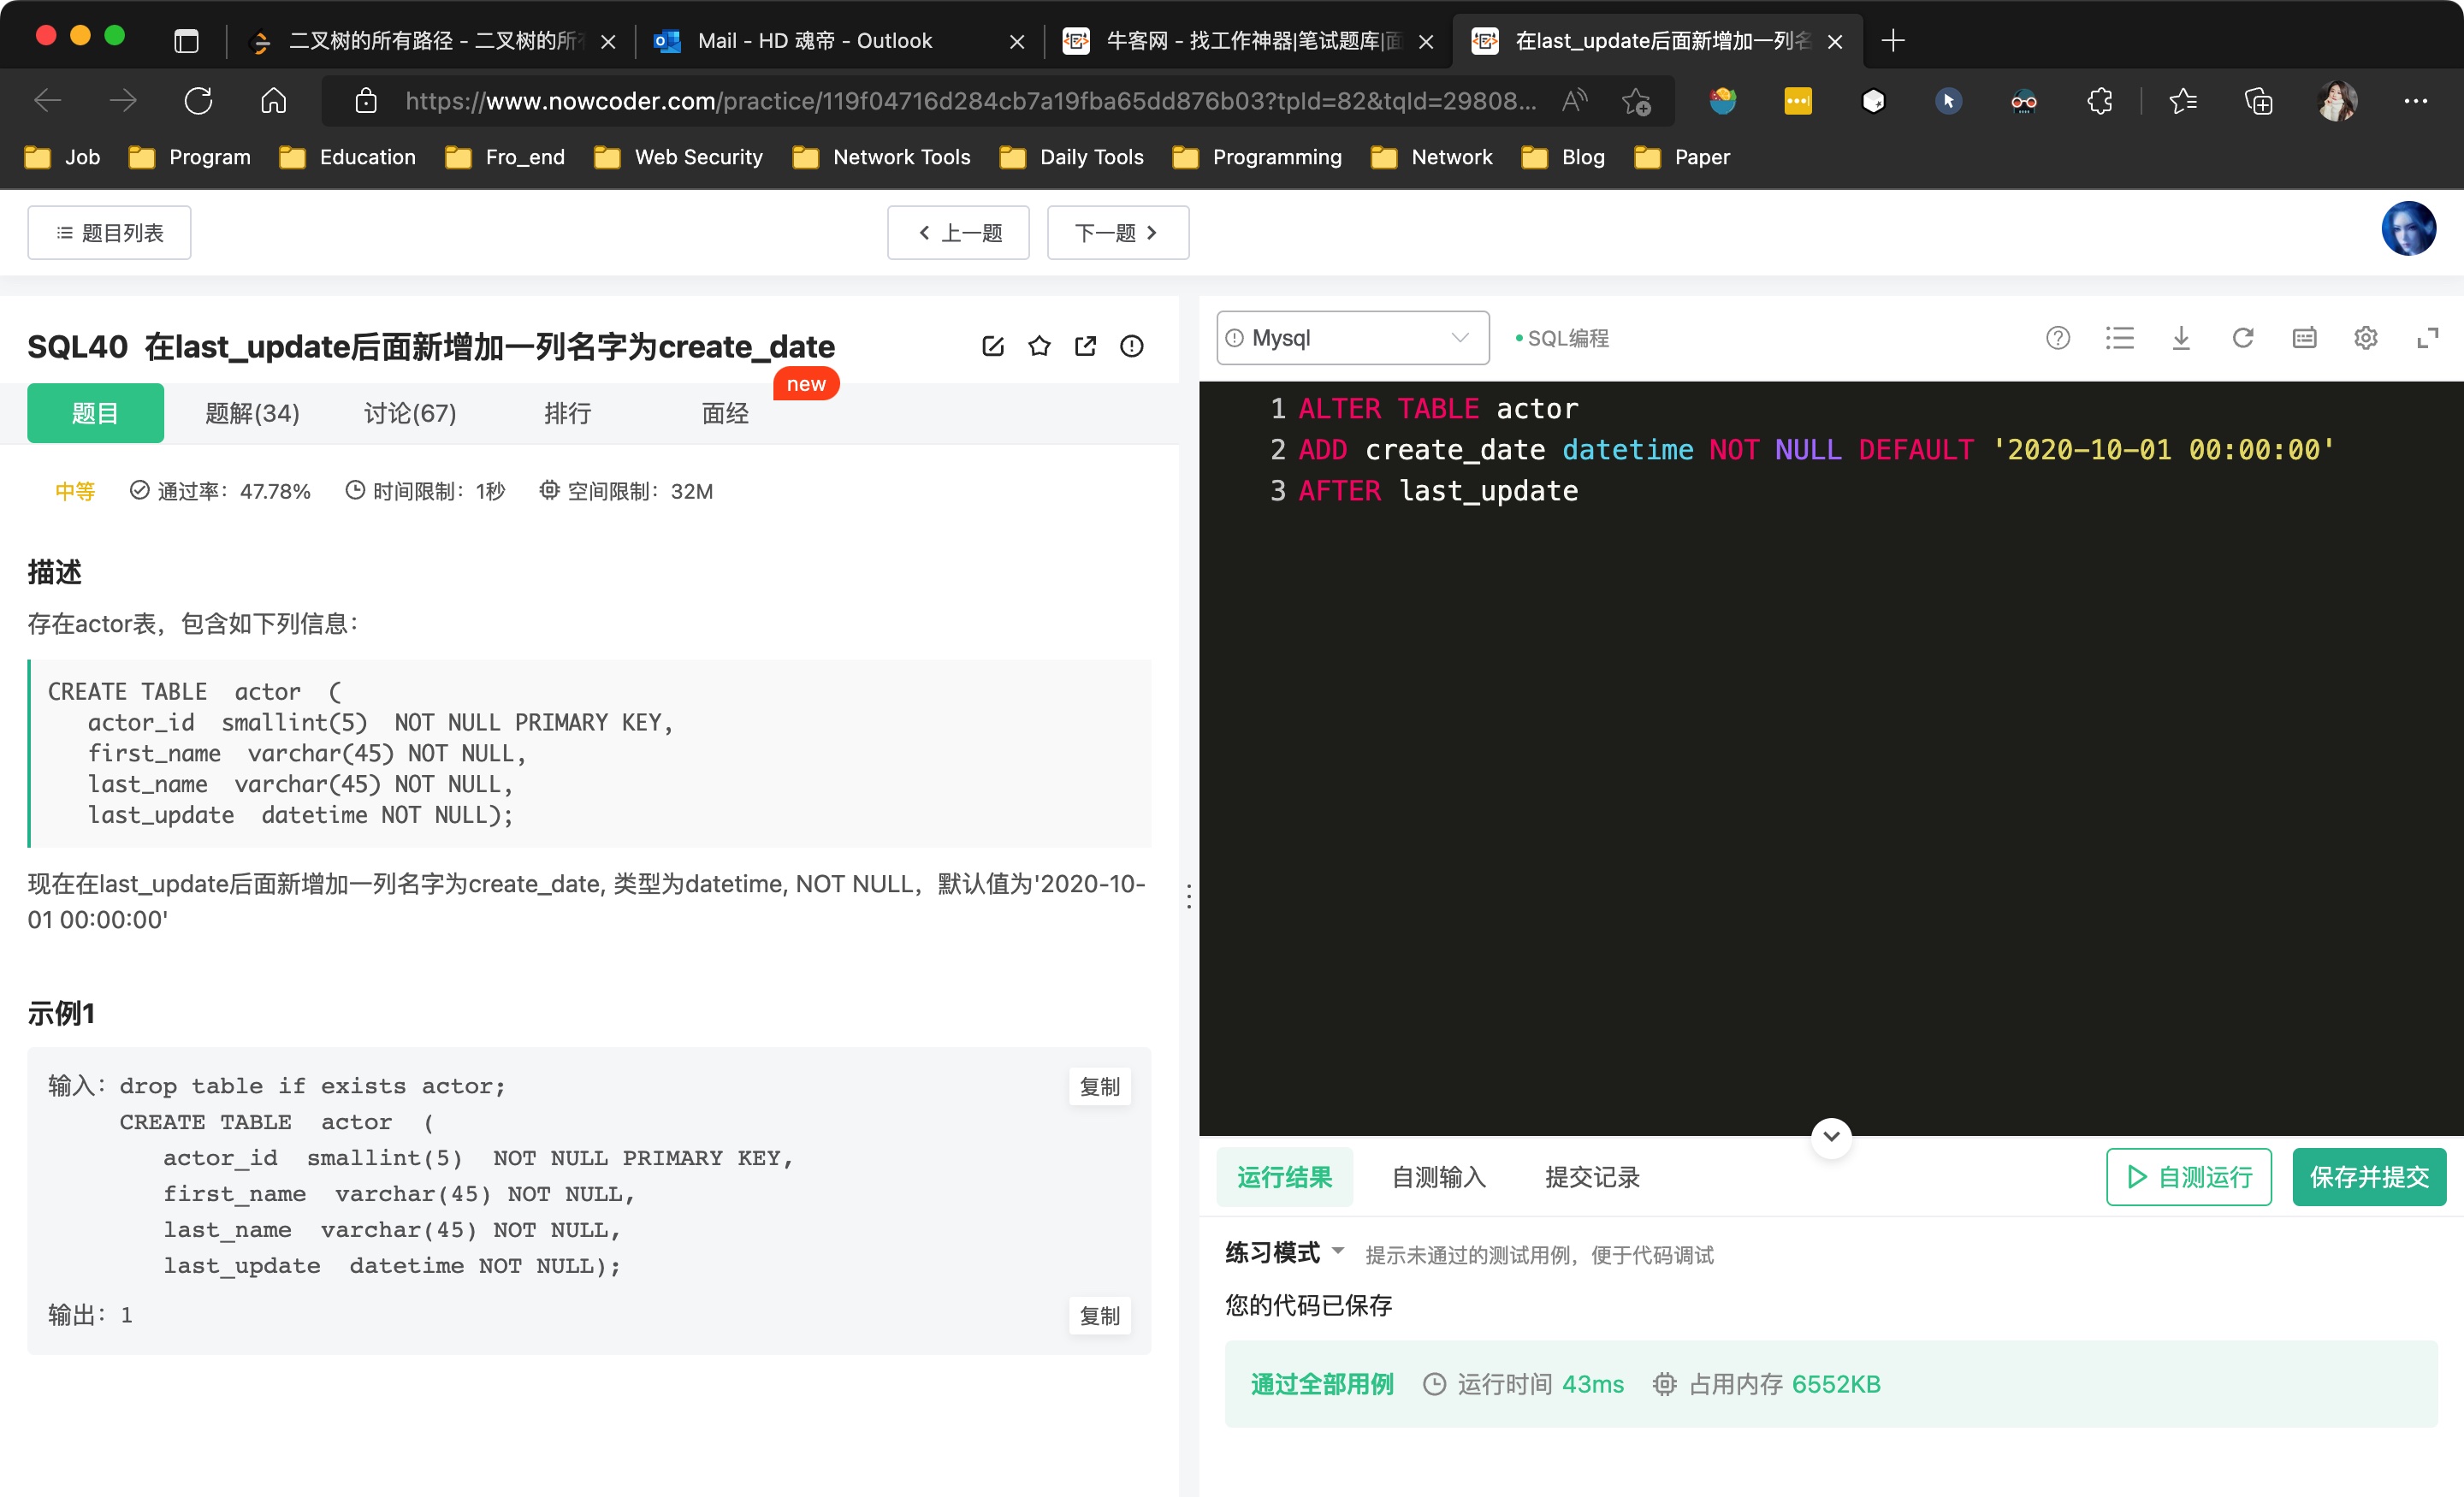 二叉树的所有路径 - 二叉树的所
Mail - HD 魂帝 - Outlook
牛客网 - 找工作神器|笔试题库|面
在last_update后面新增加一列名
https://www.nowcoder.com/practice/119f04716d284cb7a19fba65dd876b03?tpId=82&tqId=29808...
Job
Program
Education
Fro_end
Web Security
Network Tools
Daily Tools
Programming
Network
Blog
Paper
题目列表
上一题
下一题
SQL40 在last_update后面新增加一列名字为create_date
题目
题解(34)
讨论(67)
排行
面经
new
中等
通过率：47.78%
时间限制：1秒
空间限制：32M
描述
存在actor表，包含如下列信息：
CREATE TABLE  actor  (
   actor_id  smallint(5)  NOT NULL PRIMARY KEY,
   first_name  varchar(45) NOT NULL,
   last_name  varchar(45) NOT NULL,
   last_update  datetime NOT NULL);
现在在last_update后面新增加一列名字为create_date, 类型为datetime, NOT NULL，默认值为'2020-10-
01 00:00:00'
示例1
输入：drop table if exists actor;
CREATE TABLE  actor  (
   actor_id  smallint(5)  NOT NULL PRIMARY KEY,
   first_name  varchar(45) NOT NULL,
   last_name  varchar(45) NOT NULL,
   last_update  datetime NOT NULL);
复制
输出：1
复制
Mysql
SQL编程
1 ALTER TABLE actor
2 ADD create_date datetime NOT NULL DEFAULT '2020-10-01 00:00:00'
3 AFTER last_update
运行结果
自测输入
提交记录
自测运行
保存并提交
练习模式
提示未通过的测试用例，便于代码调试
您的代码已保存
通过全部用例
运行时间 43ms
占用内存 6552KB